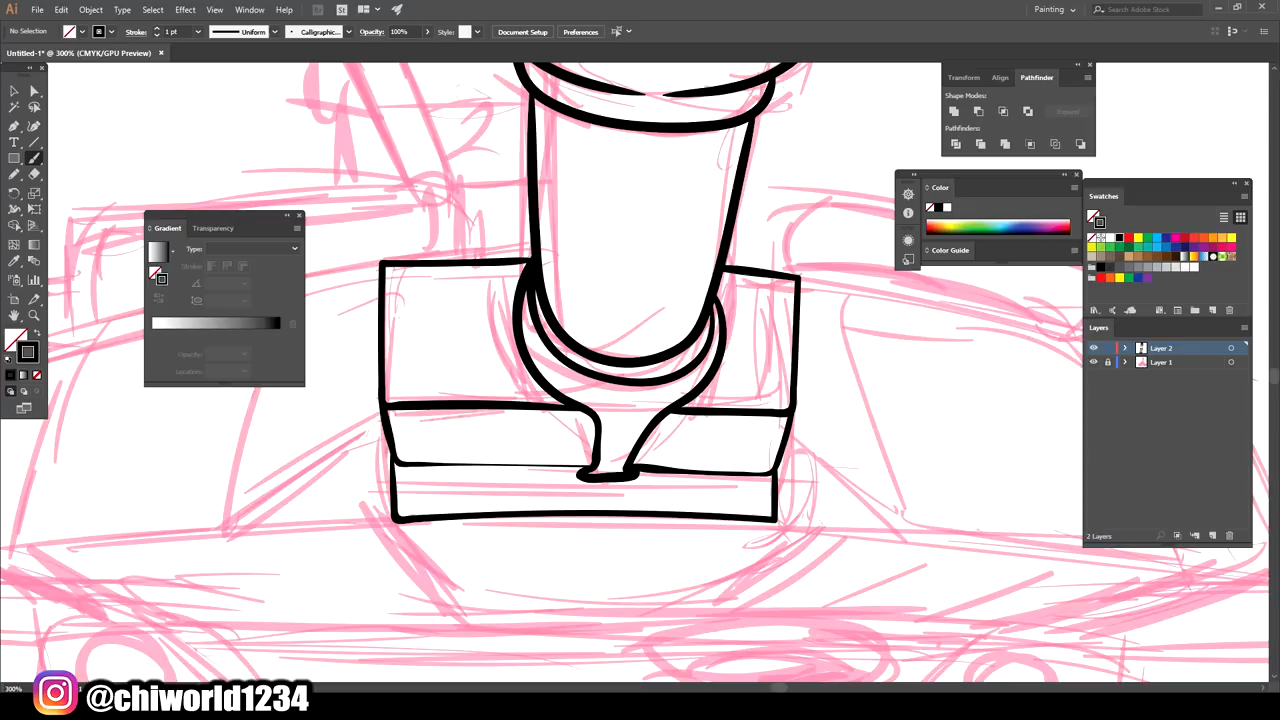 Ai File Edit Object Type Select Effect View Window Help Br St Painting Search Adobe Stock
No Selection Stroke: 1 pt Uniform Calligraphic... Opacity: 100% Style: Document Setup Preferences
Untitled-1* @ 300% (CMYK/GPU Preview)
Transform Align Pathfinder
Shape Modes:
Expand
Pathfinders:
Color
Color Guide
Swatches
Gradient Transparency
Type:
Stroke:
Opacity:
Location:
Layers
Layer 2
Layer 1
2 Layers
300%
@chiworld1234